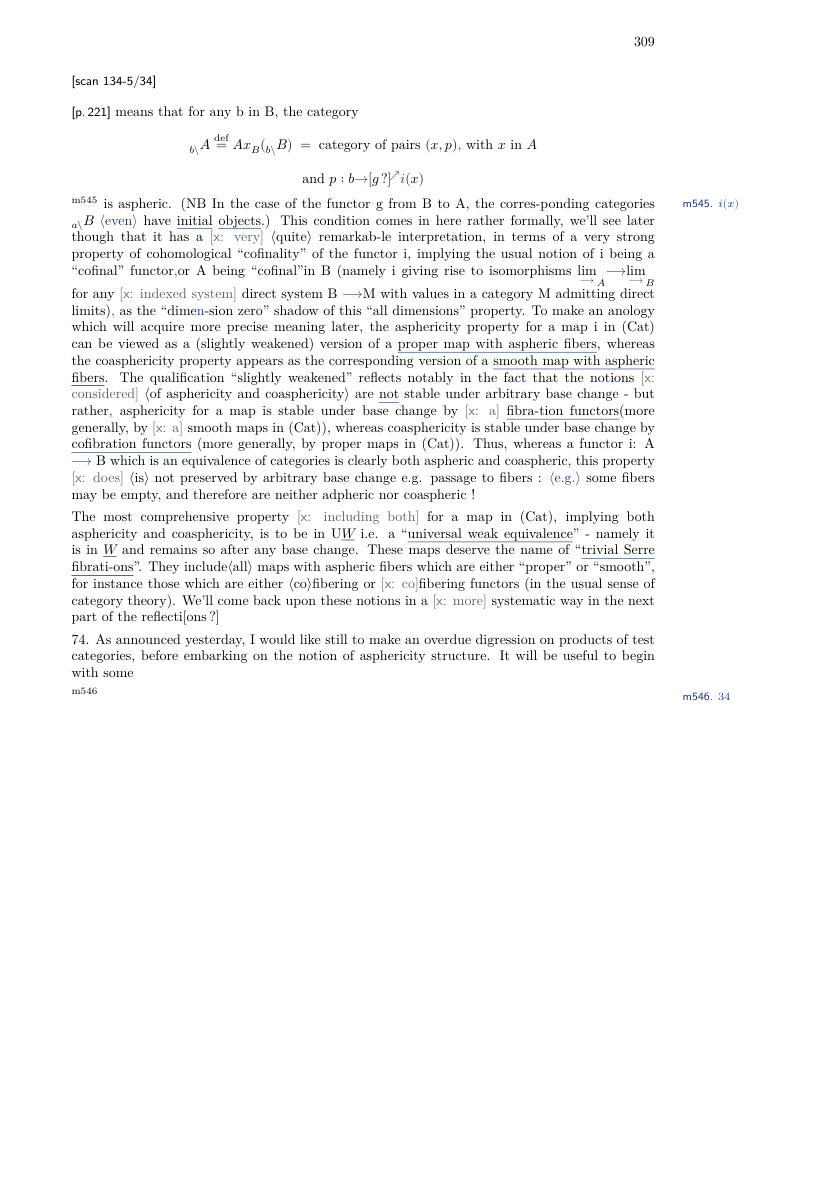 309
[scan 134-5/34]
[p. 221] means that for any b in B, the category
b\A def= AxB(b\B) = category of pairs (x, p), with x in A
and p : b→[g ?]↗i(x)
m545 is aspheric. (NB In the case of the functor g from B to A, the corres-ponding categories
m545. i(x)
a\B ⟨even⟩ have initial objects.) This condition comes in here rather formally, we'll see later
though that it has a [x: very] ⟨quite⟩ remarkab-le interpretation, in terms of a very strong
property of cohomological “cofinality” of the functor i, implying the usual notion of i being a
“cofinal” functor,or A being “cofinal”in B (namely i giving rise to isomorphisms lim→A ⟶lim→B
for any [x: indexed system] direct system B ⟶M with values in a category M admitting direct
limits), as the “dimen-sion zero” shadow of this “all dimensions” property. To make an anology
which will acquire more precise meaning later, the asphericity property for a map i in (Cat)
can be viewed as a (slightly weakened) version of a proper map with aspheric fibers, whereas
the coasphericity property appears as the corresponding version of a smooth map with aspheric
fibers. The qualification “slightly weakened” reflects notably in the fact that the notions [x:
considered] ⟨of asphericity and coasphericity⟩ are not stable under arbitrary base change - but
rather, asphericity for a map is stable under base change by [x: a] fibra-tion functors(more
generally, by [x: a] smooth maps in (Cat)), whereas coasphericity is stable under base change by
cofibration functors (more generally, by proper maps in (Cat)). Thus, whereas a functor i: A
⟶ B which is an equivalence of categories is clearly both aspheric and coaspheric, this property
[x: does] ⟨is⟩ not preserved by arbitrary base change e.g. passage to fibers : ⟨e.g.⟩ some fibers
may be empty, and therefore are neither adpheric nor coaspheric !
The most comprehensive property [x: including both] for a map in (Cat), implying both
asphericity and coasphericity, is to be in UW i.e. a “universal weak equivalence” - namely it
is in W and remains so after any base change. These maps deserve the name of “trivial Serre
fibrati-ons”. They include⟨all⟩ maps with aspheric fibers which are either “proper” or “smooth”,
for instance those which are either ⟨co⟩fibering or [x: co]fibering functors (in the usual sense of
category theory). We'll come back upon these notions in a [x: more] systematic way in the next
part of the reflecti[ons ?]
74. As announced yesterday, I would like still to make an overdue digression on products of test
categories, before embarking on the notion of asphericity structure. It will be useful to begin
with some
m546
m546. 34